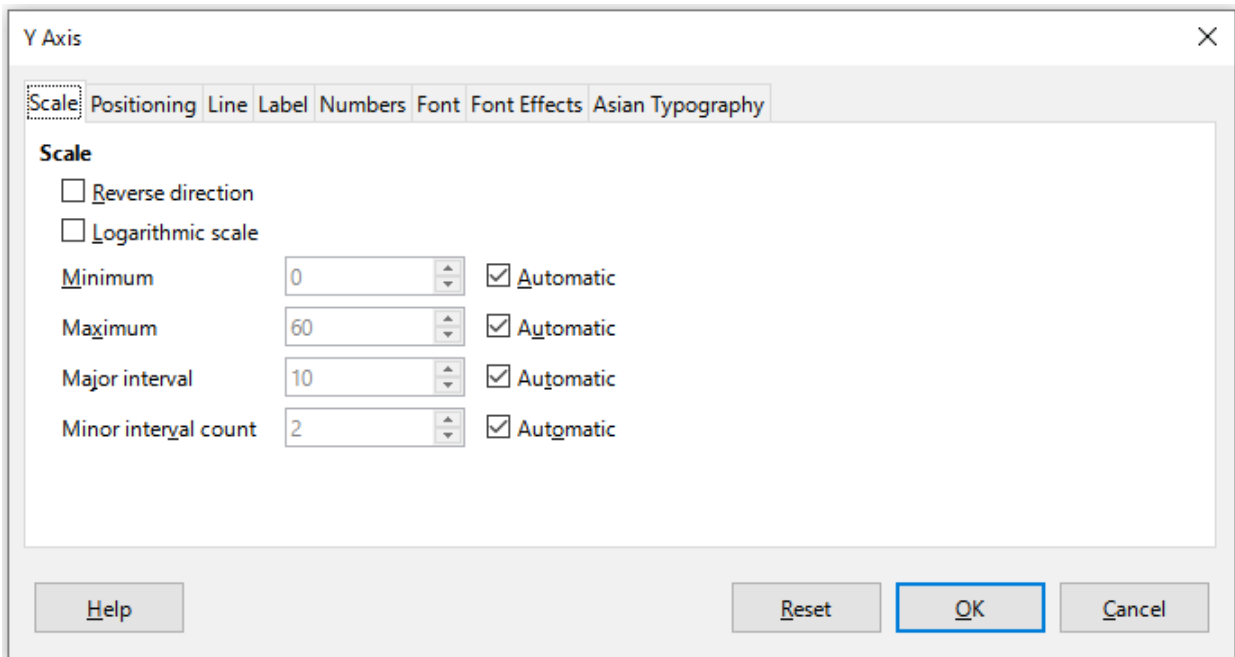 Y Axis
Scale Positioning Line Label Numbers Font Font Effects Asian Typography
Scale
Reverse direction
Logarithmic scale
Minimum 0 Automatic
Maximum 60 Automatic
Major interval 10 Automatic
Minor interval count 2 Automatic
Help Reset OK Cancel